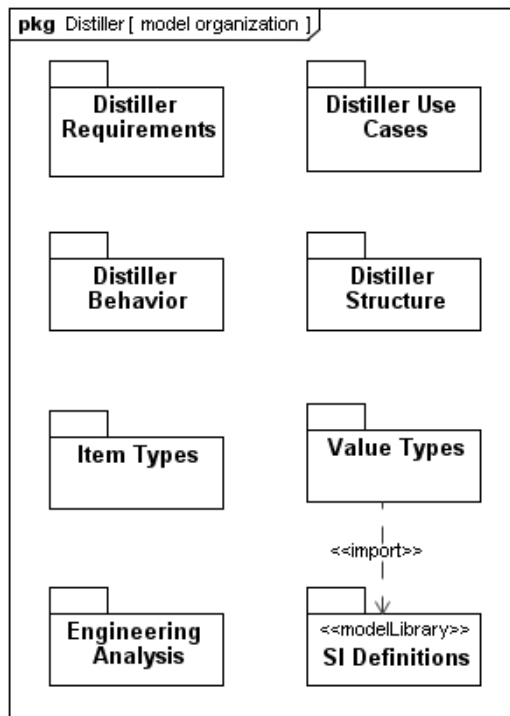 pkg Distiller [ model organization ]
Distiller
Requirements
Distiller Use
Cases
Distiller
Behavior
Distiller
Structure
Item Types
Value Types
<<import>>
Engineering
Analysis
<<modelLibrary>>
SI Definitions